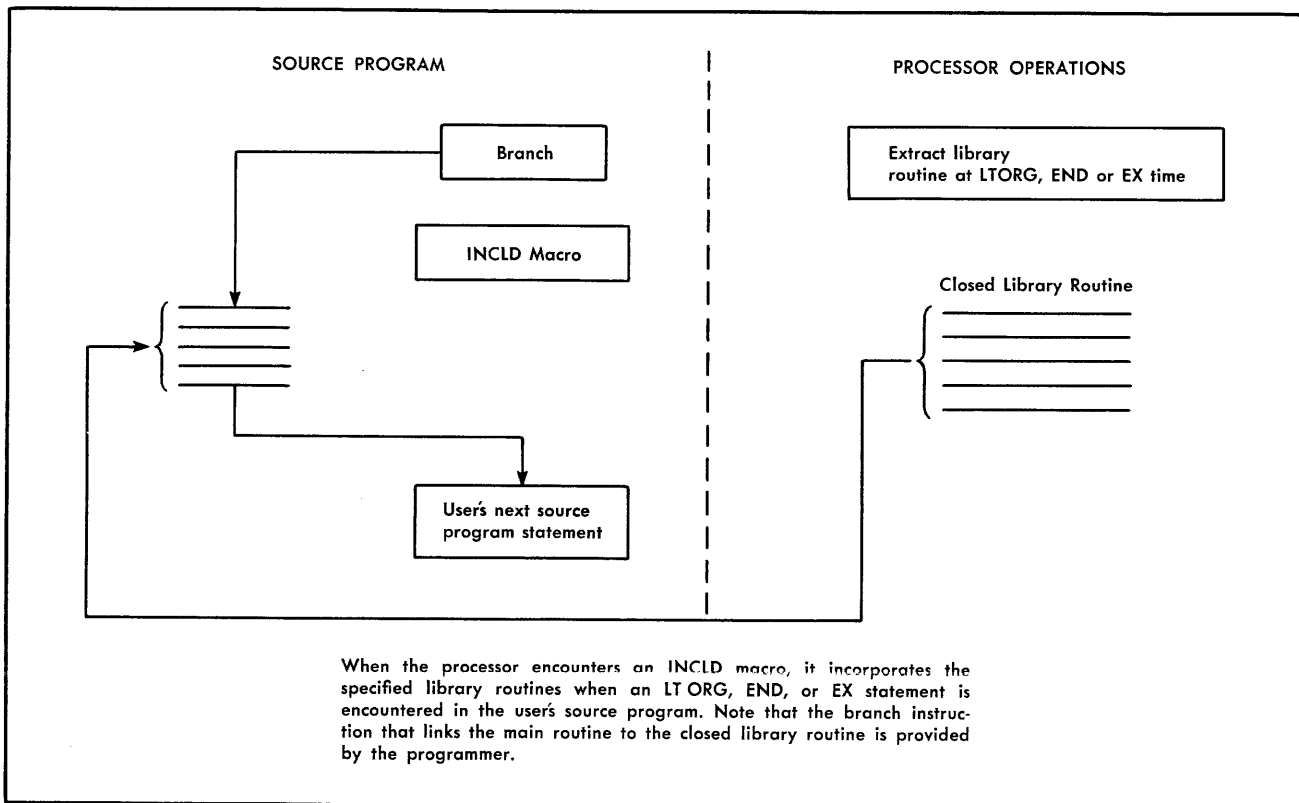 SOURCE PROGRAM
PROCESSOR OPERATIONS
Branch
Extract library
routine at LTORG, END or EX time
INCLD Macro
Closed Library Routine
User's next source
program statement
When the processor encounters an INCLD macro, it incorporates the
specified library routines when an LT ORG, END, or EX statement is
encountered in the user's source program. Note that the branch instruc-
tion that links the main routine to the closed library routine is provided
by the programmer.